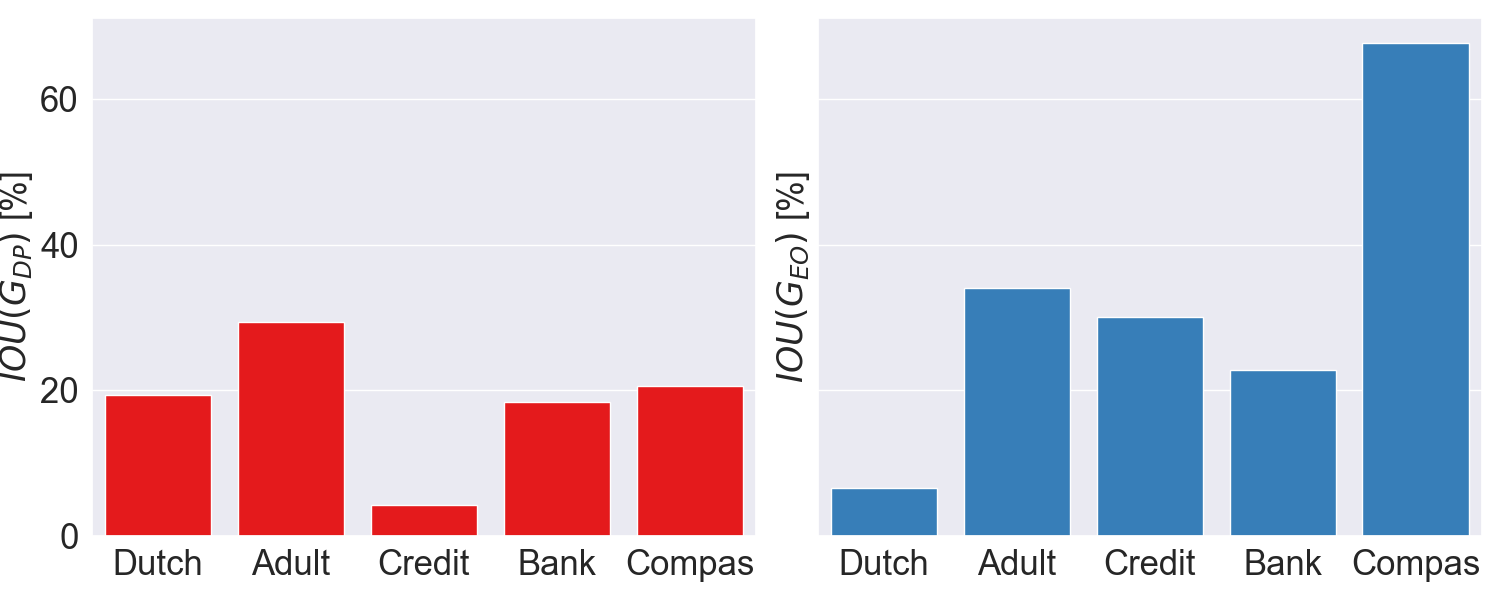 IOU(G_DP) [%]
60
40
20
0
Dutch Adult Credit Bank Compas
IOU(G_EO) [%]
Dutch Adult Credit Bank Compas